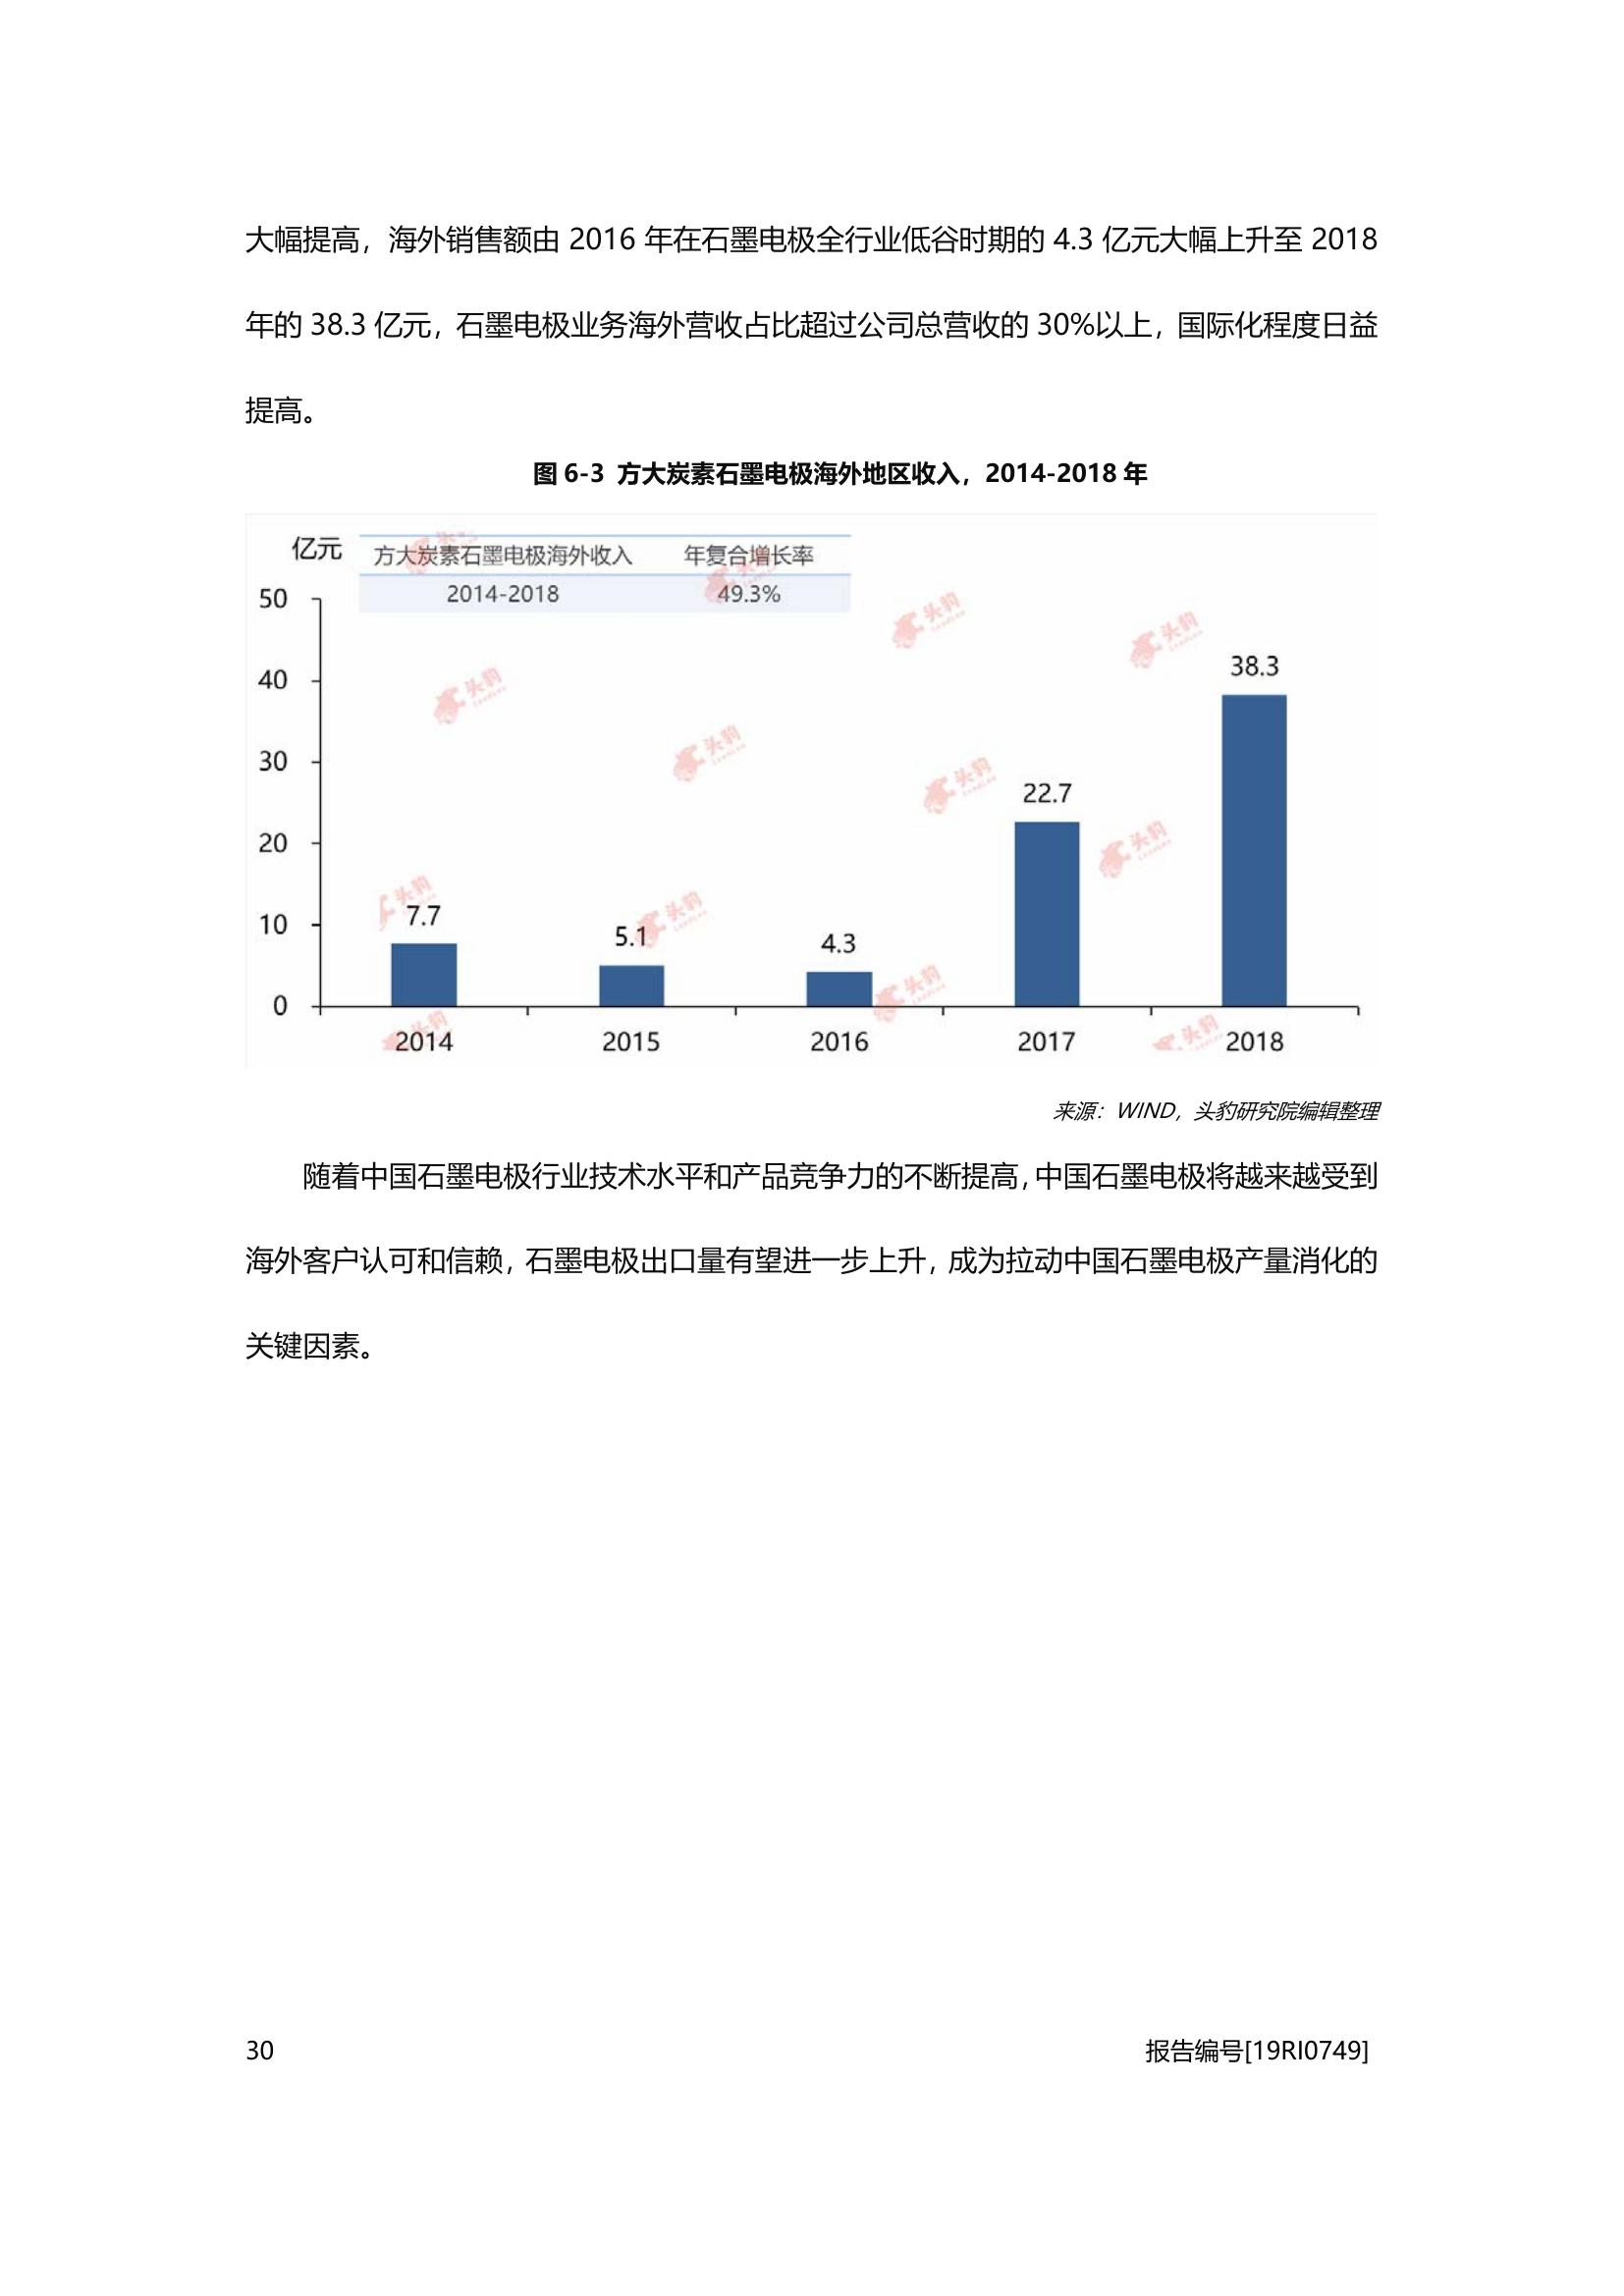 大幅提高，海外销售额由 2016 年在石墨电极全行业低谷时期的 4.3 亿元大幅上升至 2018
年的 38.3 亿元，石墨电极业务海外营收占比超过公司总营收的 30%以上，国际化程度日益
提高。
图 6-3 方大炭素石墨电极海外地区收入，2014-2018 年
亿元
方大炭素石墨电极海外收入 年复合增长率
2014-2018 49.3%
50
40
30
20
10
0
7.7
5.1
4.3
22.7
38.3
2014 2015 2016 2017 2018
头豹
来源：WIND，头豹研究院编辑整理
随着中国石墨电极行业技术水平和产品竞争力的不断提高，中国石墨电极将越来越受到
海外客户认可和信赖，石墨电极出口量有望进一步上升，成为拉动中国石墨电极产量消化的
关键因素。
30 报告编号[19RI0749]